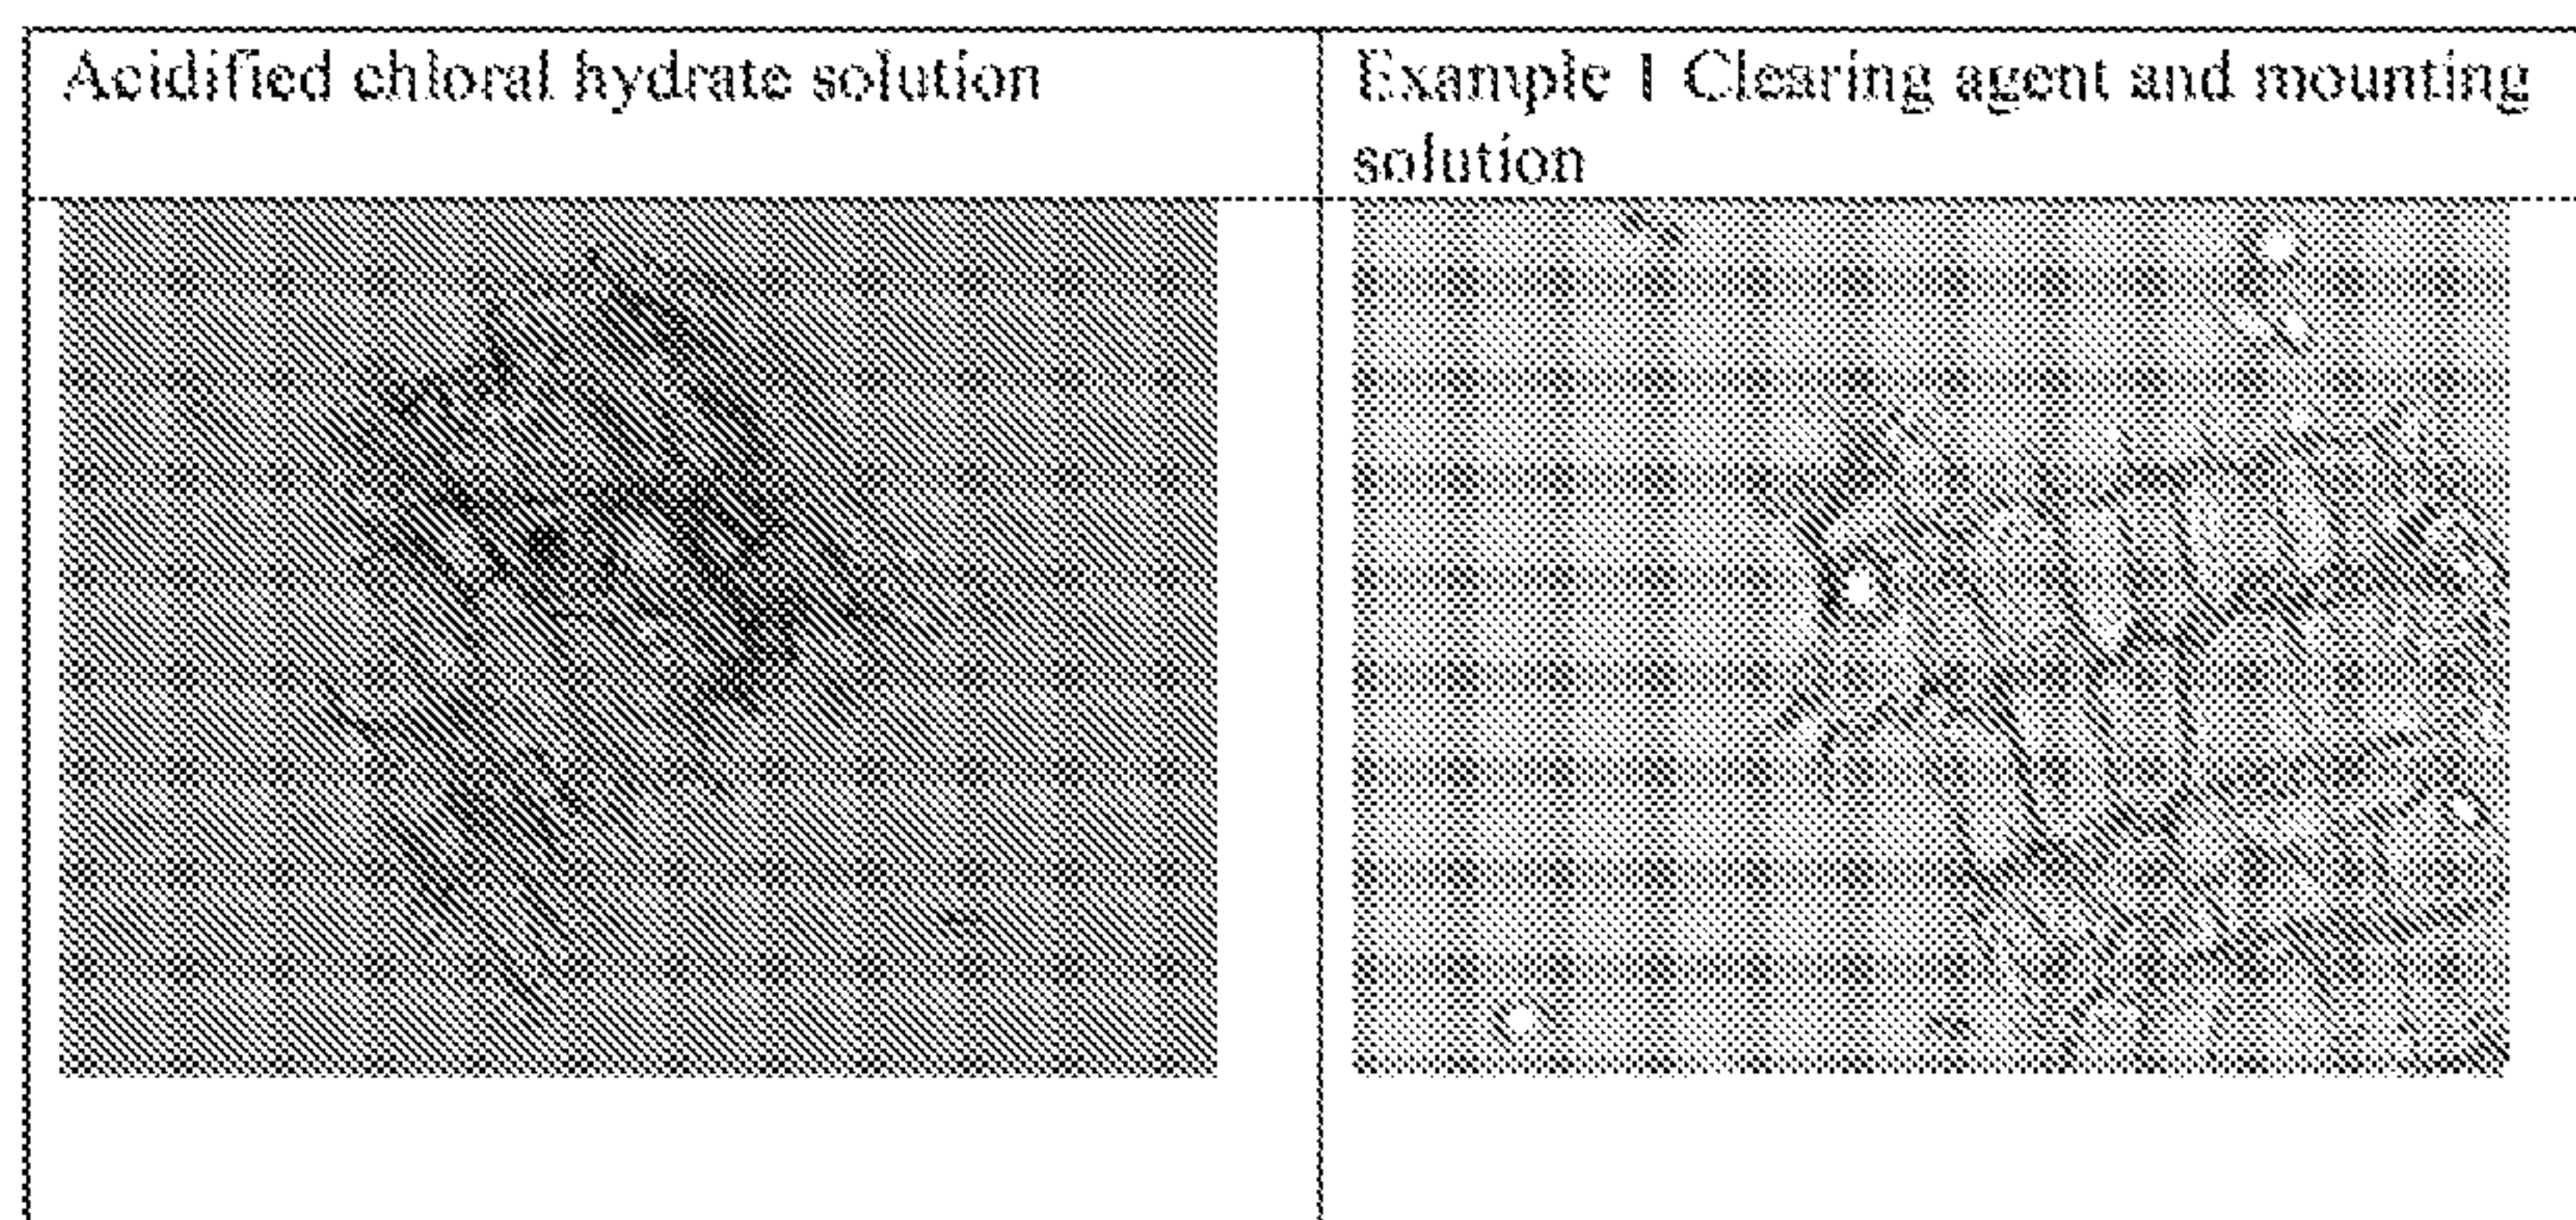 Acidified chloral hydrate solution
Example 1 Clearing agent and mounting
solution